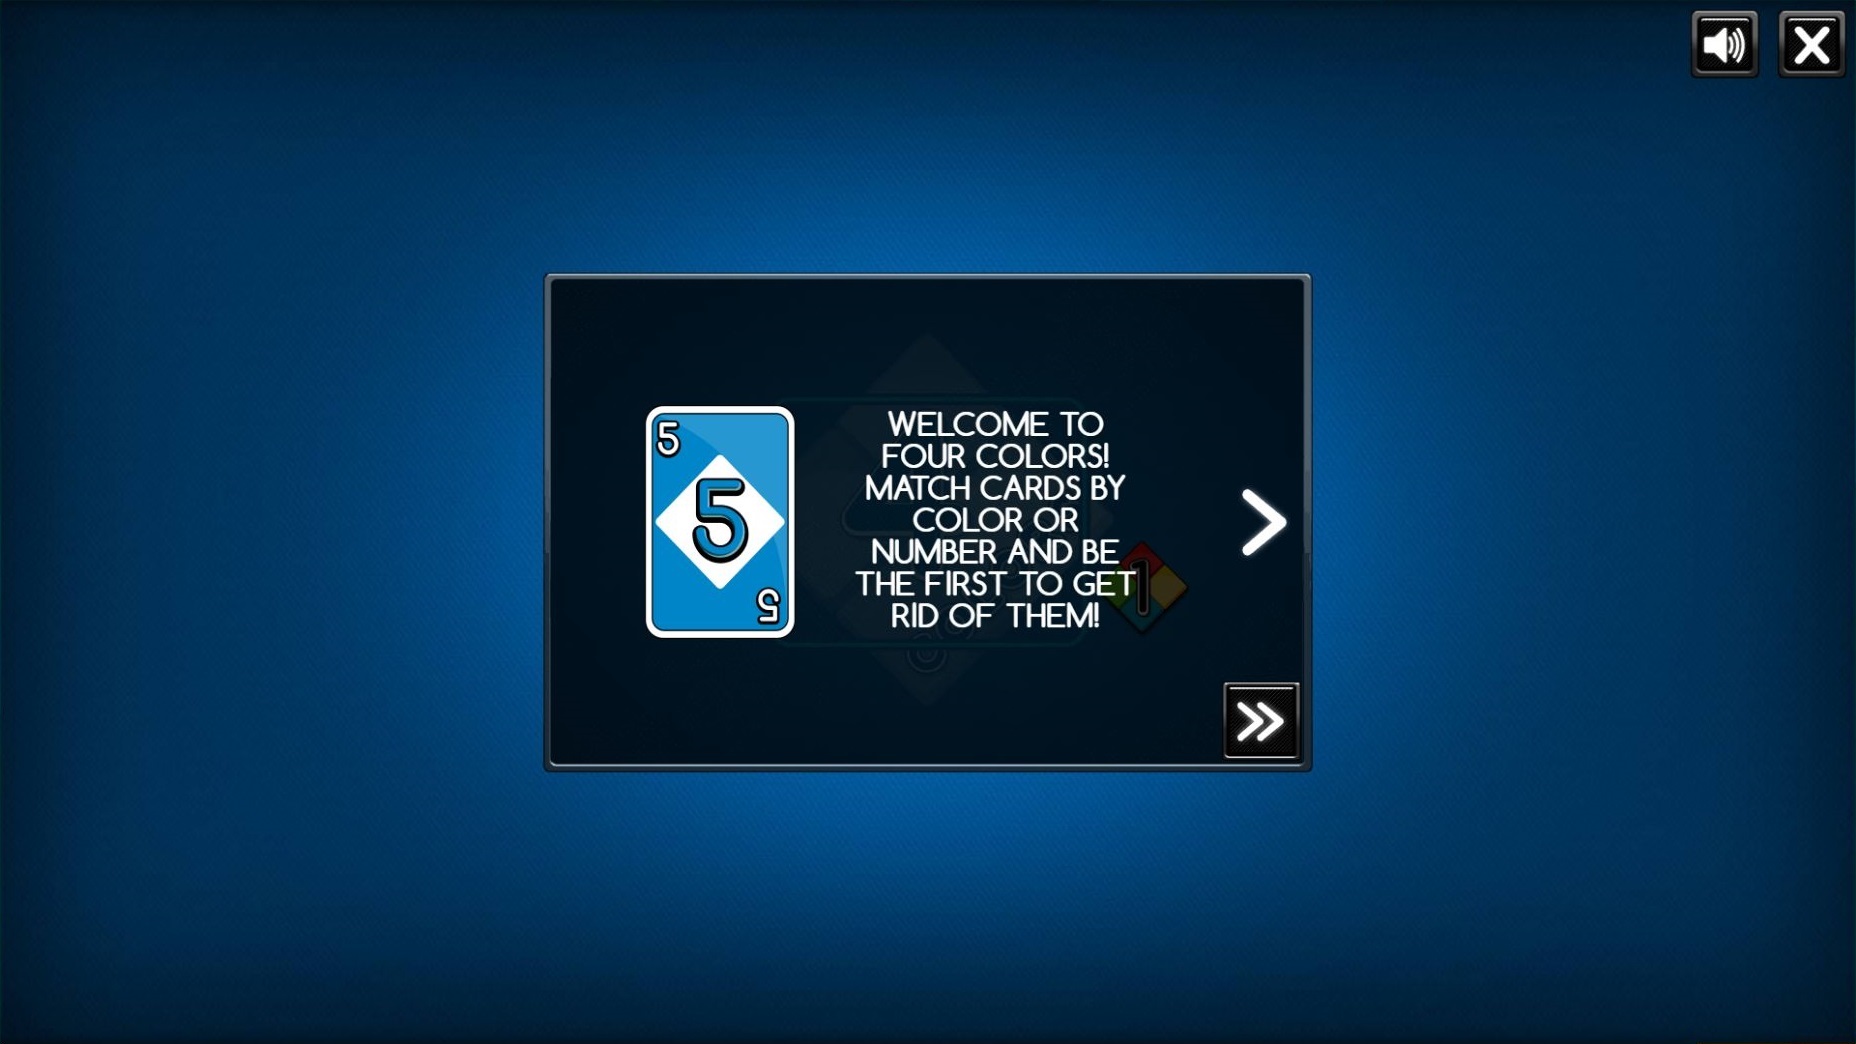 5
5
5
WELCOME TO
FOUR COLORS!
MATCH CARDS BY
COLOR OR
NUMBER AND BE
THE FIRST TO GET
RID OF THEM!
1